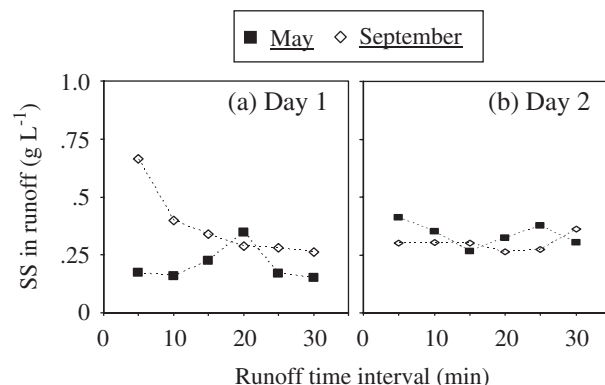 May September
(a) Day 1 (b) Day 2
SS in runoff (g L-1)
1.0
.75
.5
.25
0
0 10 20 30 0 10 20 30
Runoff time interval (min)